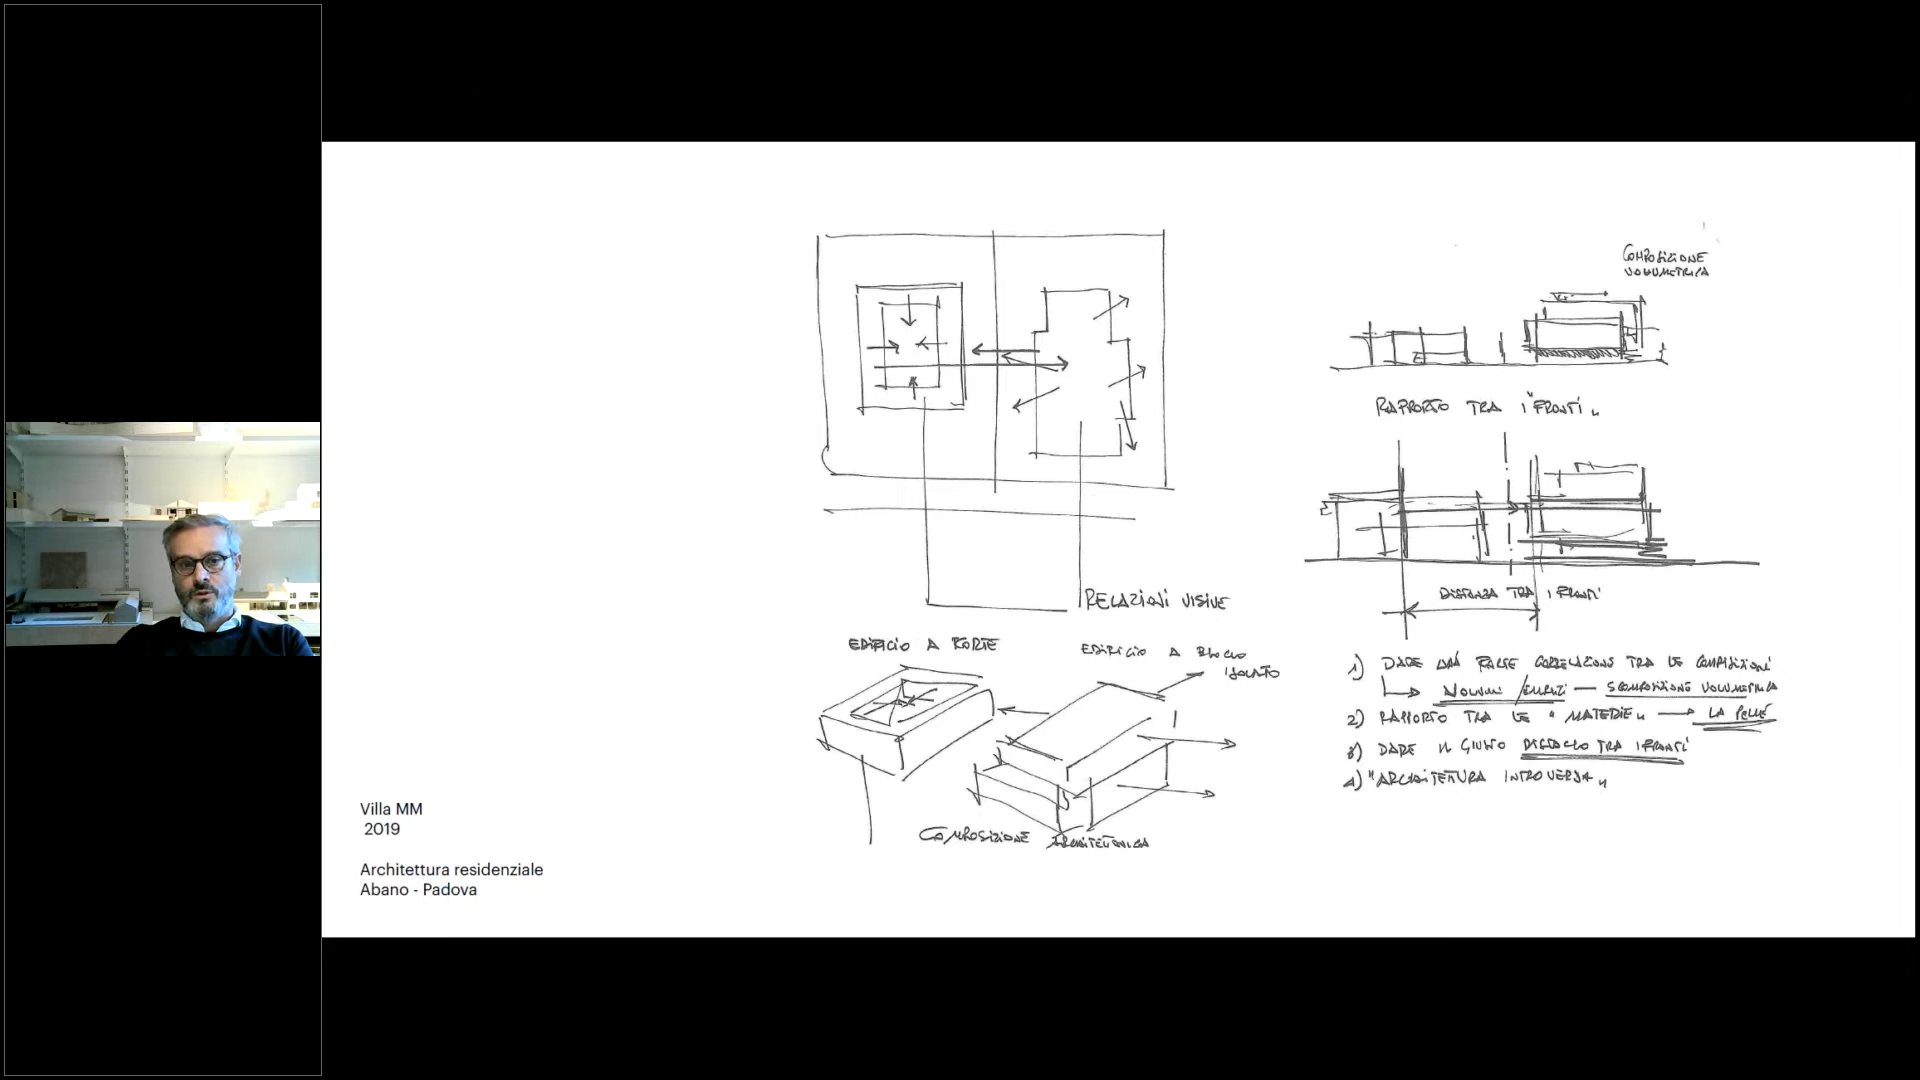 Villa MM
2019
Architettura residenziale
Abano - Padova
RELAZIONI VISIVE
EDIFICIO A CORTE
EDIFICIO A BLOCCO
ISOLATO
COMPOSIZIONE ARCHITETTONICA
COMPOSIZIONE
VOLUMETRICA
RAPPORTO TRA I "FRONTI"
DISTANZA TRA I FRONTI
1) DARE UNA FORTE CORRELAZIONE TRA LE COMPOSIZIONI
VOLUMI / — SCOMPOSIZIONE VOLUMETRICA
2) RAPPORTO TRA LE "MATERIE" → LA PELLE
3) DARE IL GIUSTO DISTACCO TRA I FRONTI
4) "ARCHITETTURA INTROVERSA"